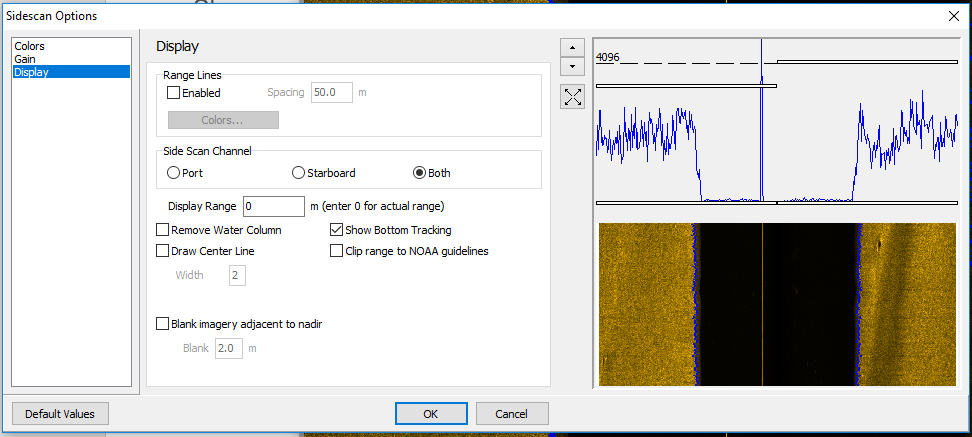 Sidescan Options
Colors
Gain
Display
Display
Range Lines
Enabled Spacing 50.0 m
Colors...
Side Scan Channel
Port Starboard Both
Display Range 0 m (enter 0 for actual range)
Remove Water Column Show Bottom Tracking
Draw Center Line Clip range to NOAA guidelines
Width 2
Blank imagery adjacent to nadir
Blank 2.0 m
4096
Default Values OK Cancel